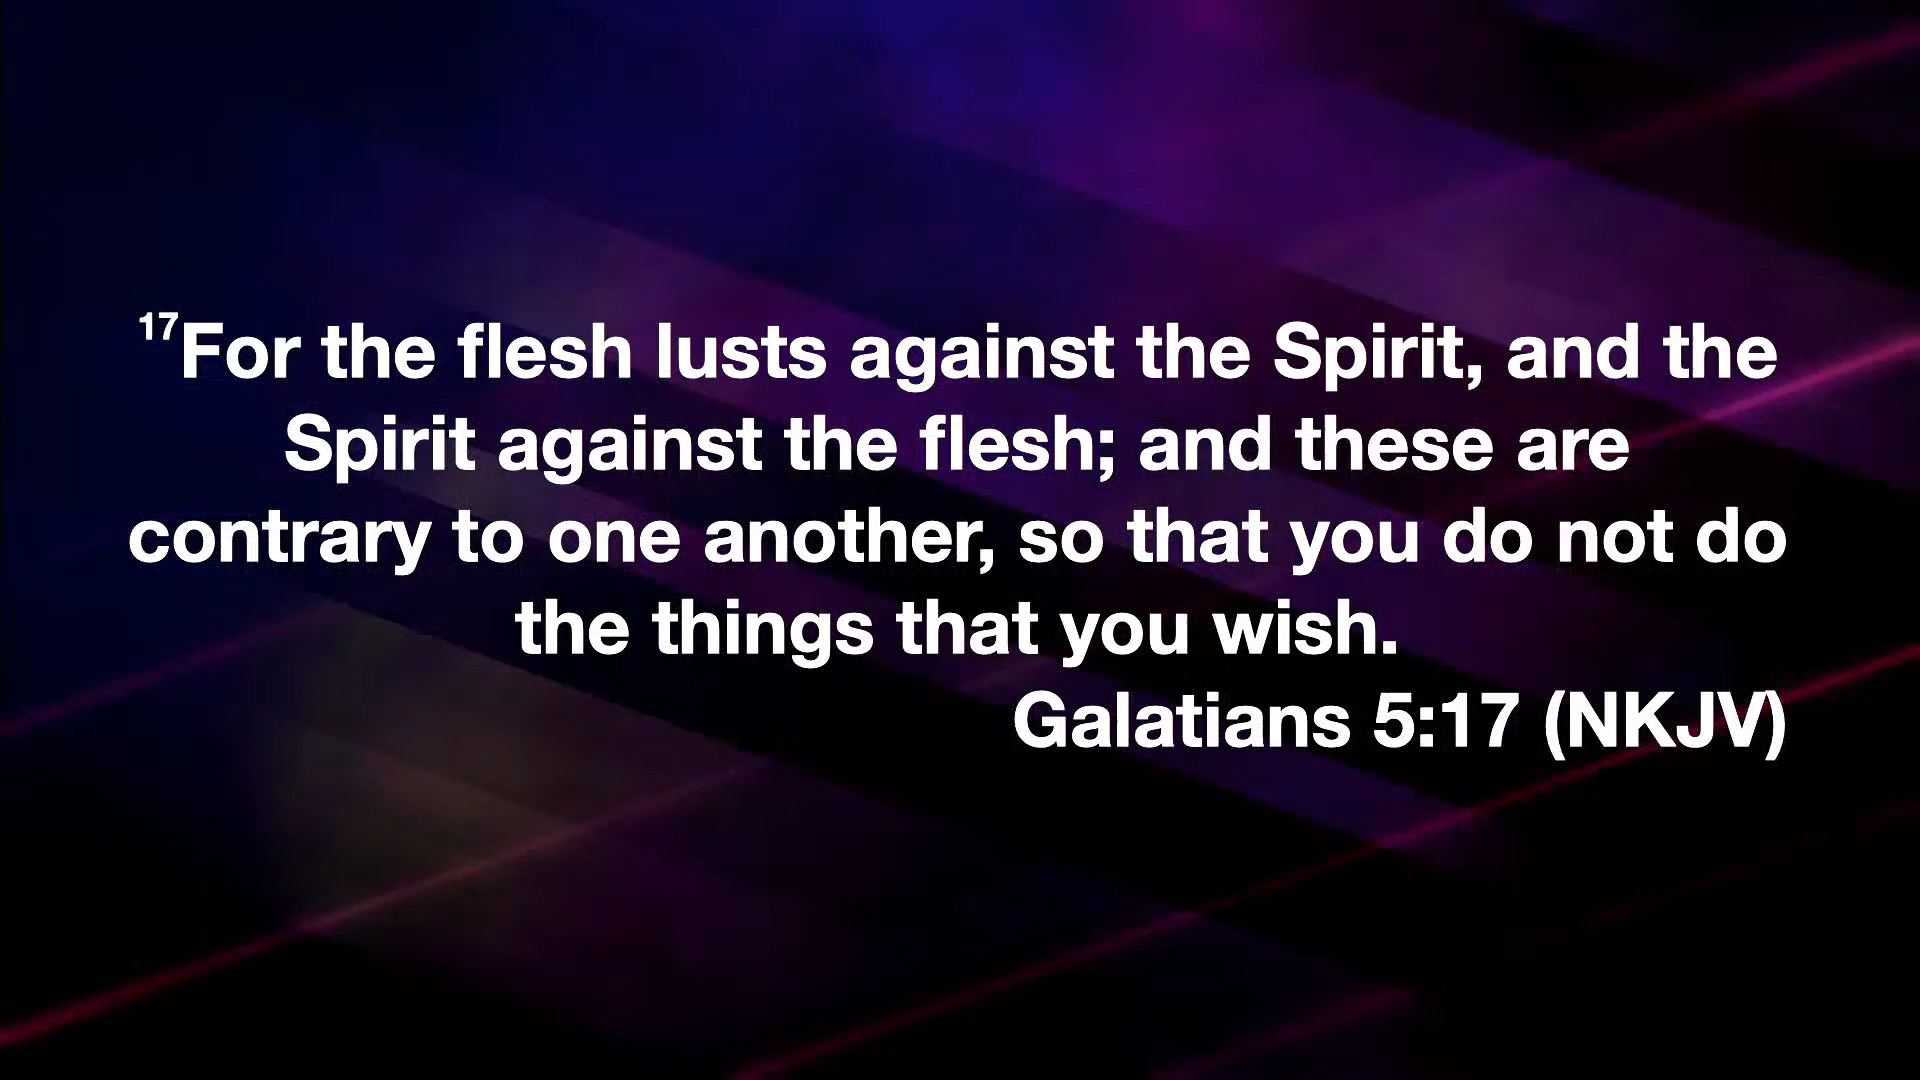 17For the flesh lusts against the Spirit, and the
Spirit against the flesh; and these are
contrary to one another, so that you do not do
the things that you wish.
Galatians 5:17 (NKJV)